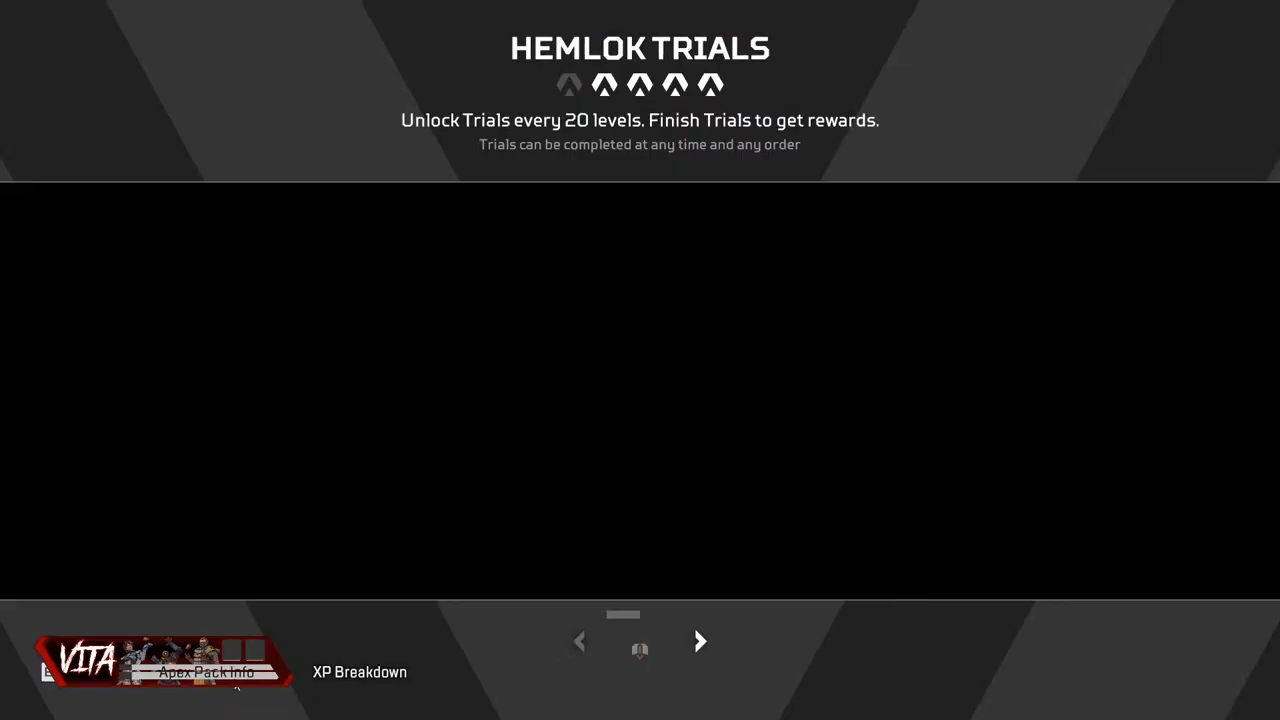 HEMLOK TRIALS
Unlock Trials every 20 levels. Finish Trials to get rewards.
Trials can be completed at any time and any order
VITA
Apex Pack Info
XP Breakdown